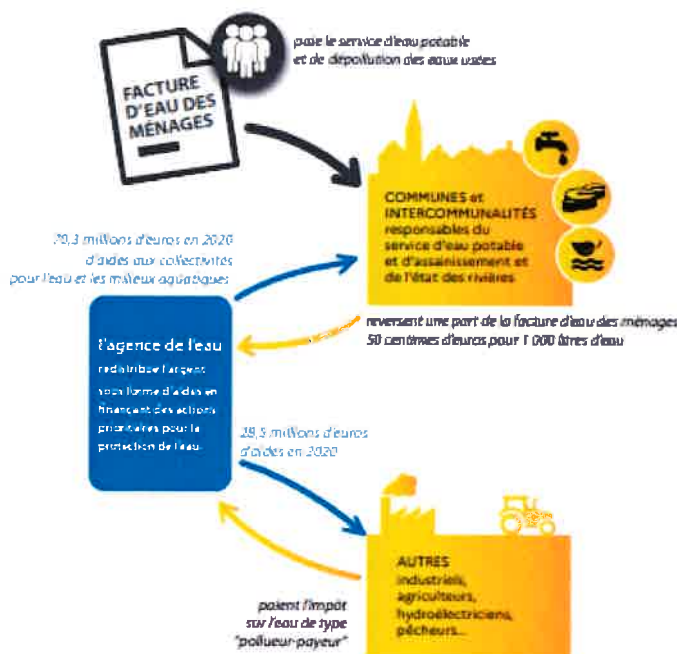 paie le service d'eau potable
et de dépollution des eaux usées
FACTURE
D'EAU DES
MÉNAGES
COMMUNES et
INTERCOMMUNALITÉS
responsables du
service d'eau potable
et d'assainissement et
de l'état des rivières
70,3 millions d'euros en 2020
d'aides aux collectivités
pour l'eau et les milieux aquatiques
reversent une part de la facture d'eau des ménages
50 centimes d'euros pour 1 000 litres d'eau
l'agence de l'eau
redistribue l'argent
sous forme d'aides en
finançant des actions
prioritaires pour la
protection de l'eau.
28,5 millions d'euros
d'aides en 2020
AUTRES
industriels,
agriculteurs,
hydroélectriciens,
pêcheurs...
paient l'impôt
sur l'eau de type
"pollueur-payeur"